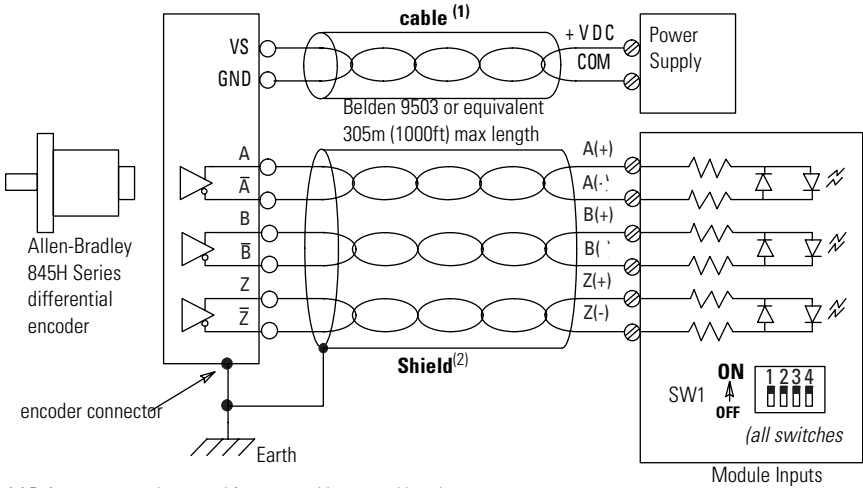 cable (1)
VS
GND
+VDC
COM
Power
Supply
Belden 9503 or equivalent
305m (1000ft) max length
A
A
B
B
Z
Z
A(+)
A(-)
B(+)
B(
Z(+)
Z(-)
Allen-Bradley
845H Series
differential
encoder
Shield(2)
encoder connector
Earth
SW1
ON
OFF
1234
(all switches
Module Inputs